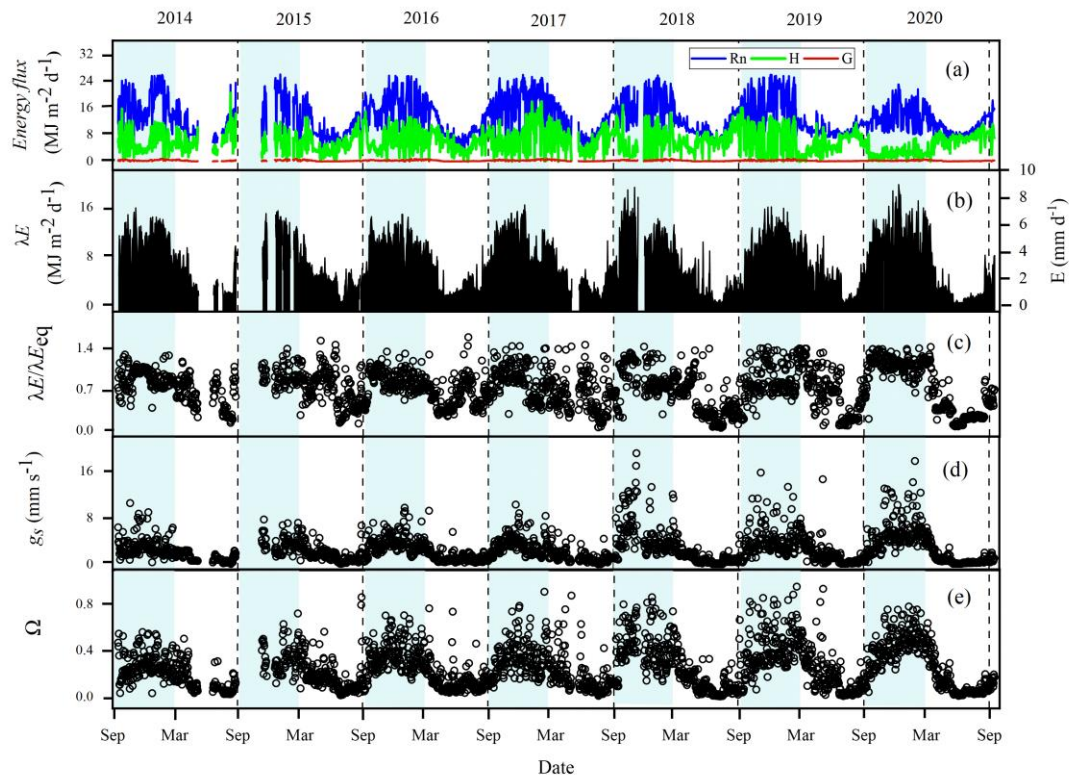 2014 2015 2016 2017 2018 2019 2020
Rn H G
(a)
Energy flux
(MJ m-2 d-1)
32
24
16
8
0
(b)
λE
(MJ m-2 d-1)
16
8
0
10
8
6
4
2
0
E (mm d-1)
(c)
λE/λEeq
1.4
0.7
0.0
(d)
gs (mm s-1)
16
8
0
(e)
Ω
0.8
0.4
0.0
Sep Mar Sep Mar Sep Mar Sep Mar Sep Mar Sep Mar Sep Mar Sep
Date